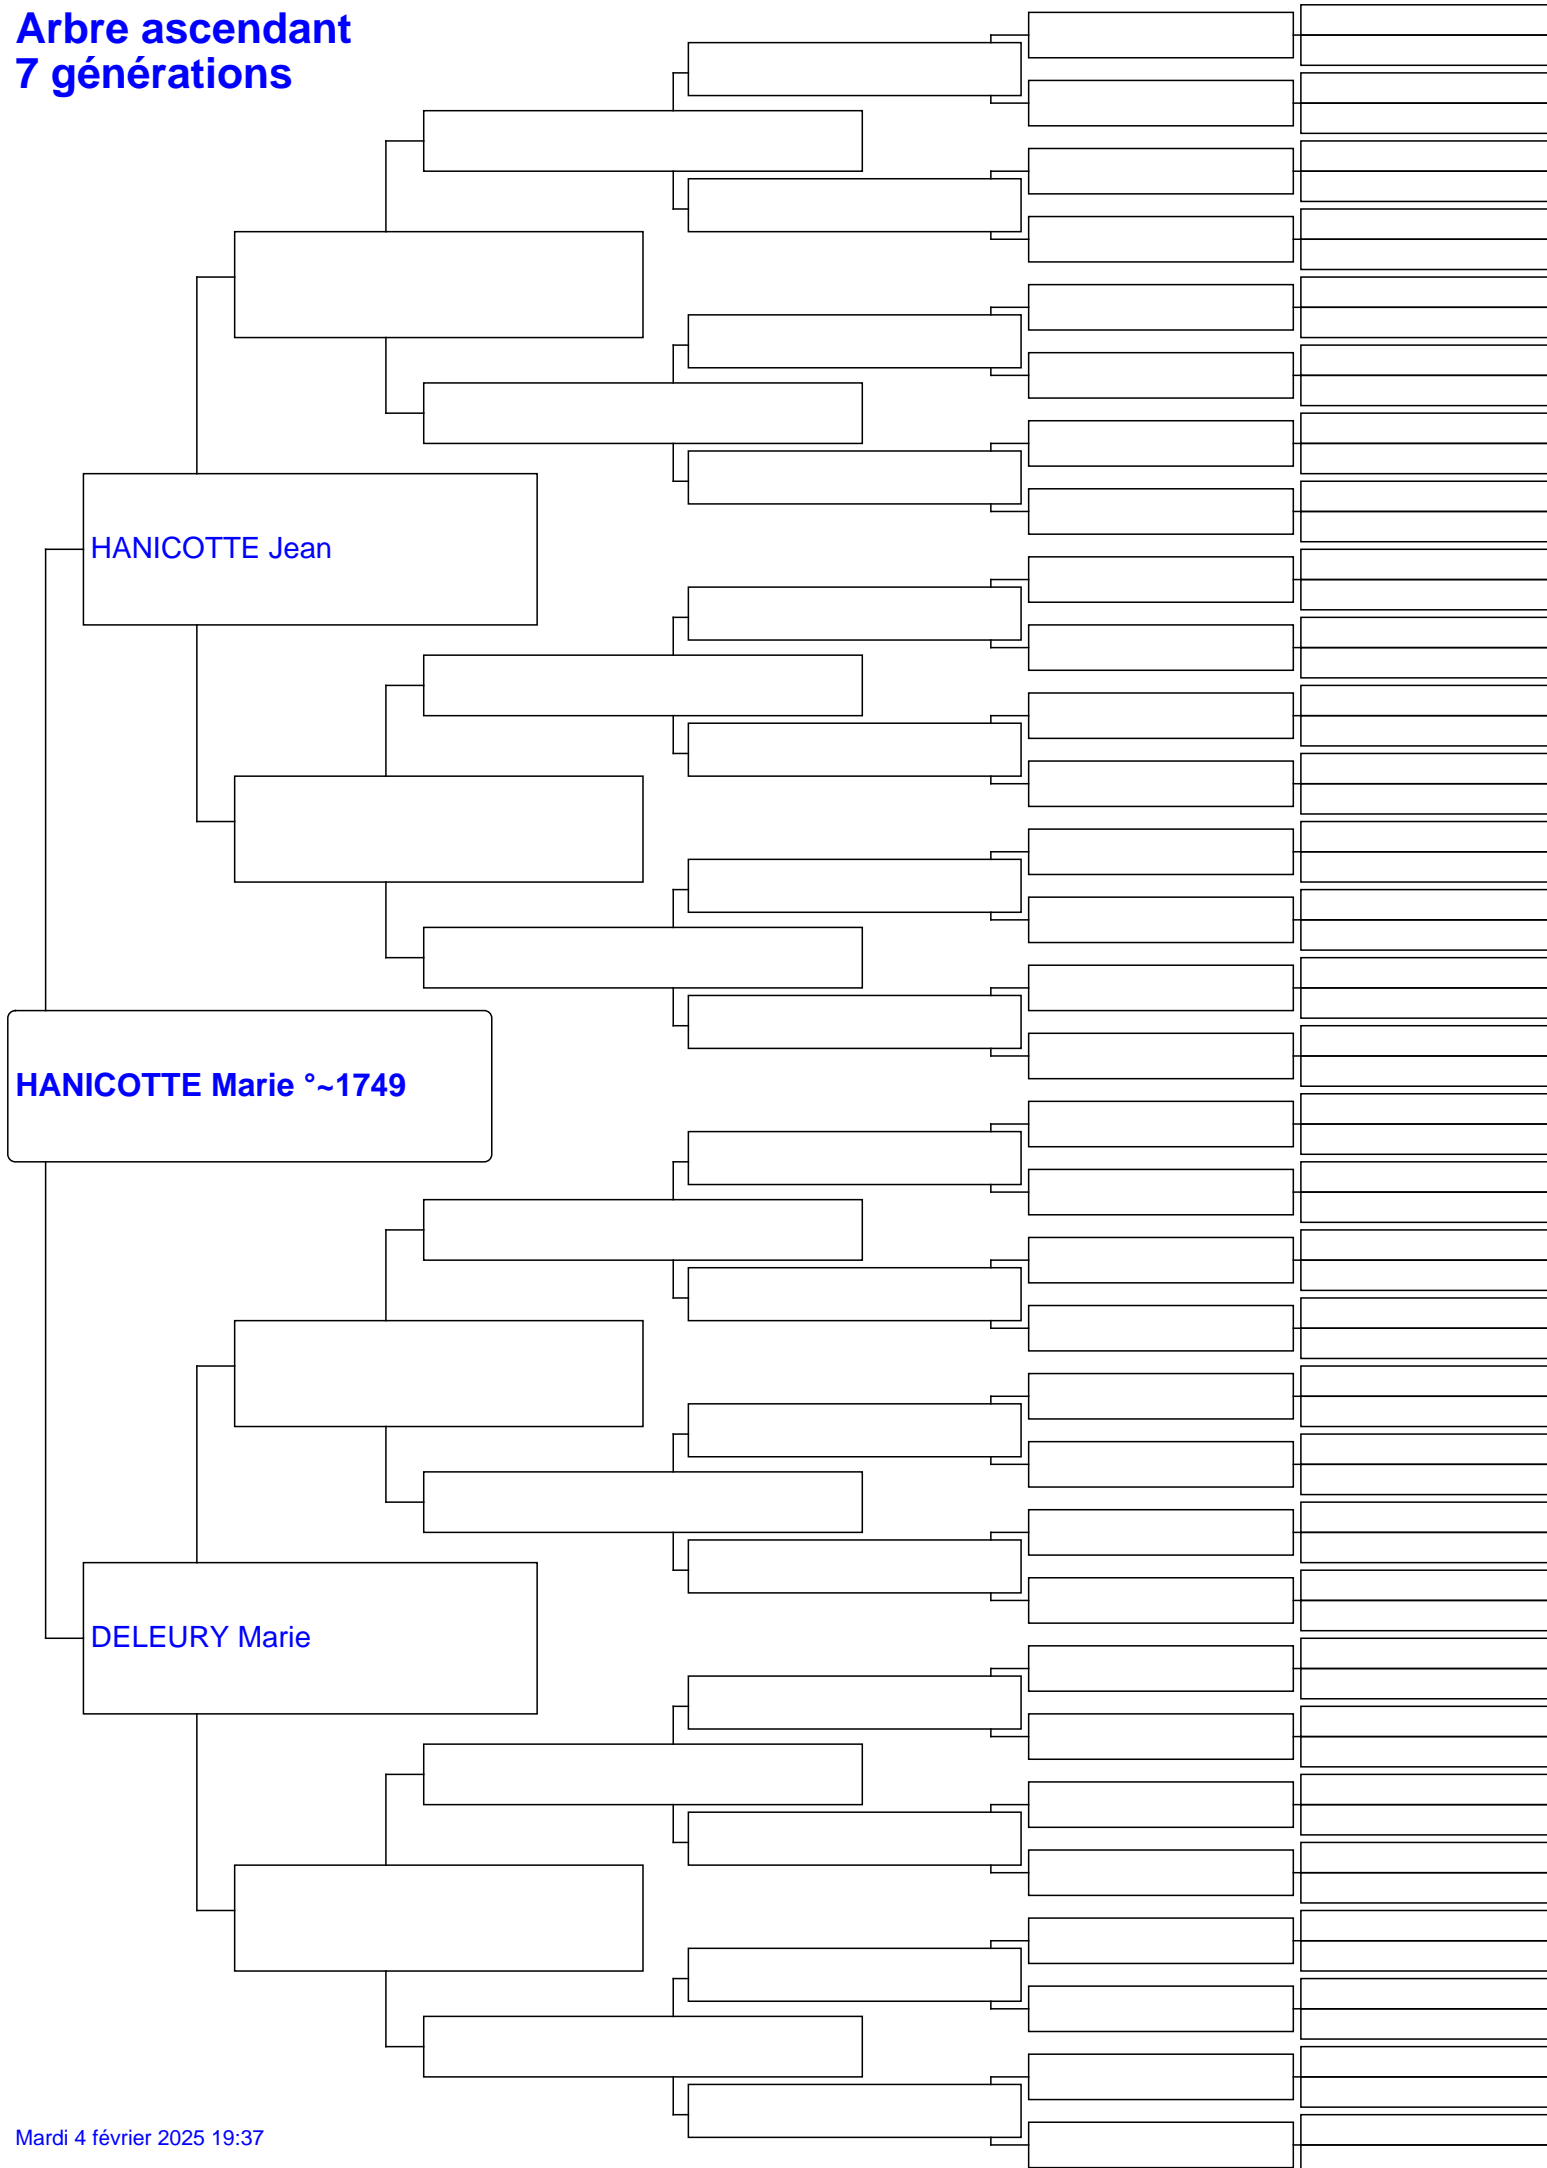 Arbre ascendant
7 générations
HANICOTTE Jean
HANICOTTE Marie °~1749
DELEURY Marie
Mardi 4 février 2025 19:37